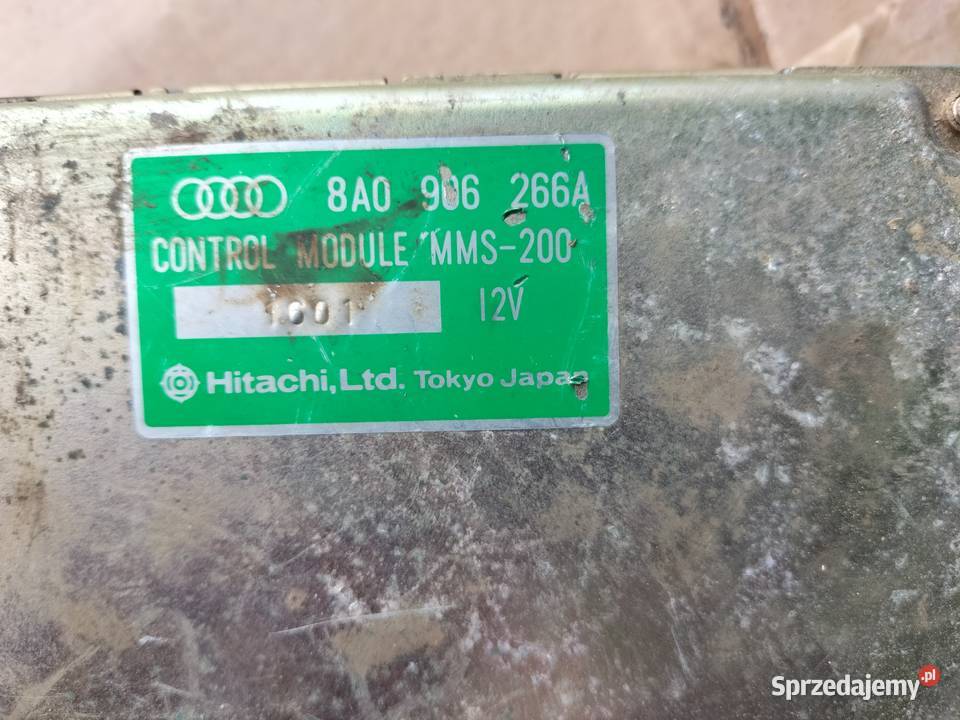 8A0 906 266A
CONTROL MODULE MMS-200
1601 12V
Hitachi, Ltd. Tokyo Japan
Sprzedajemy.pl